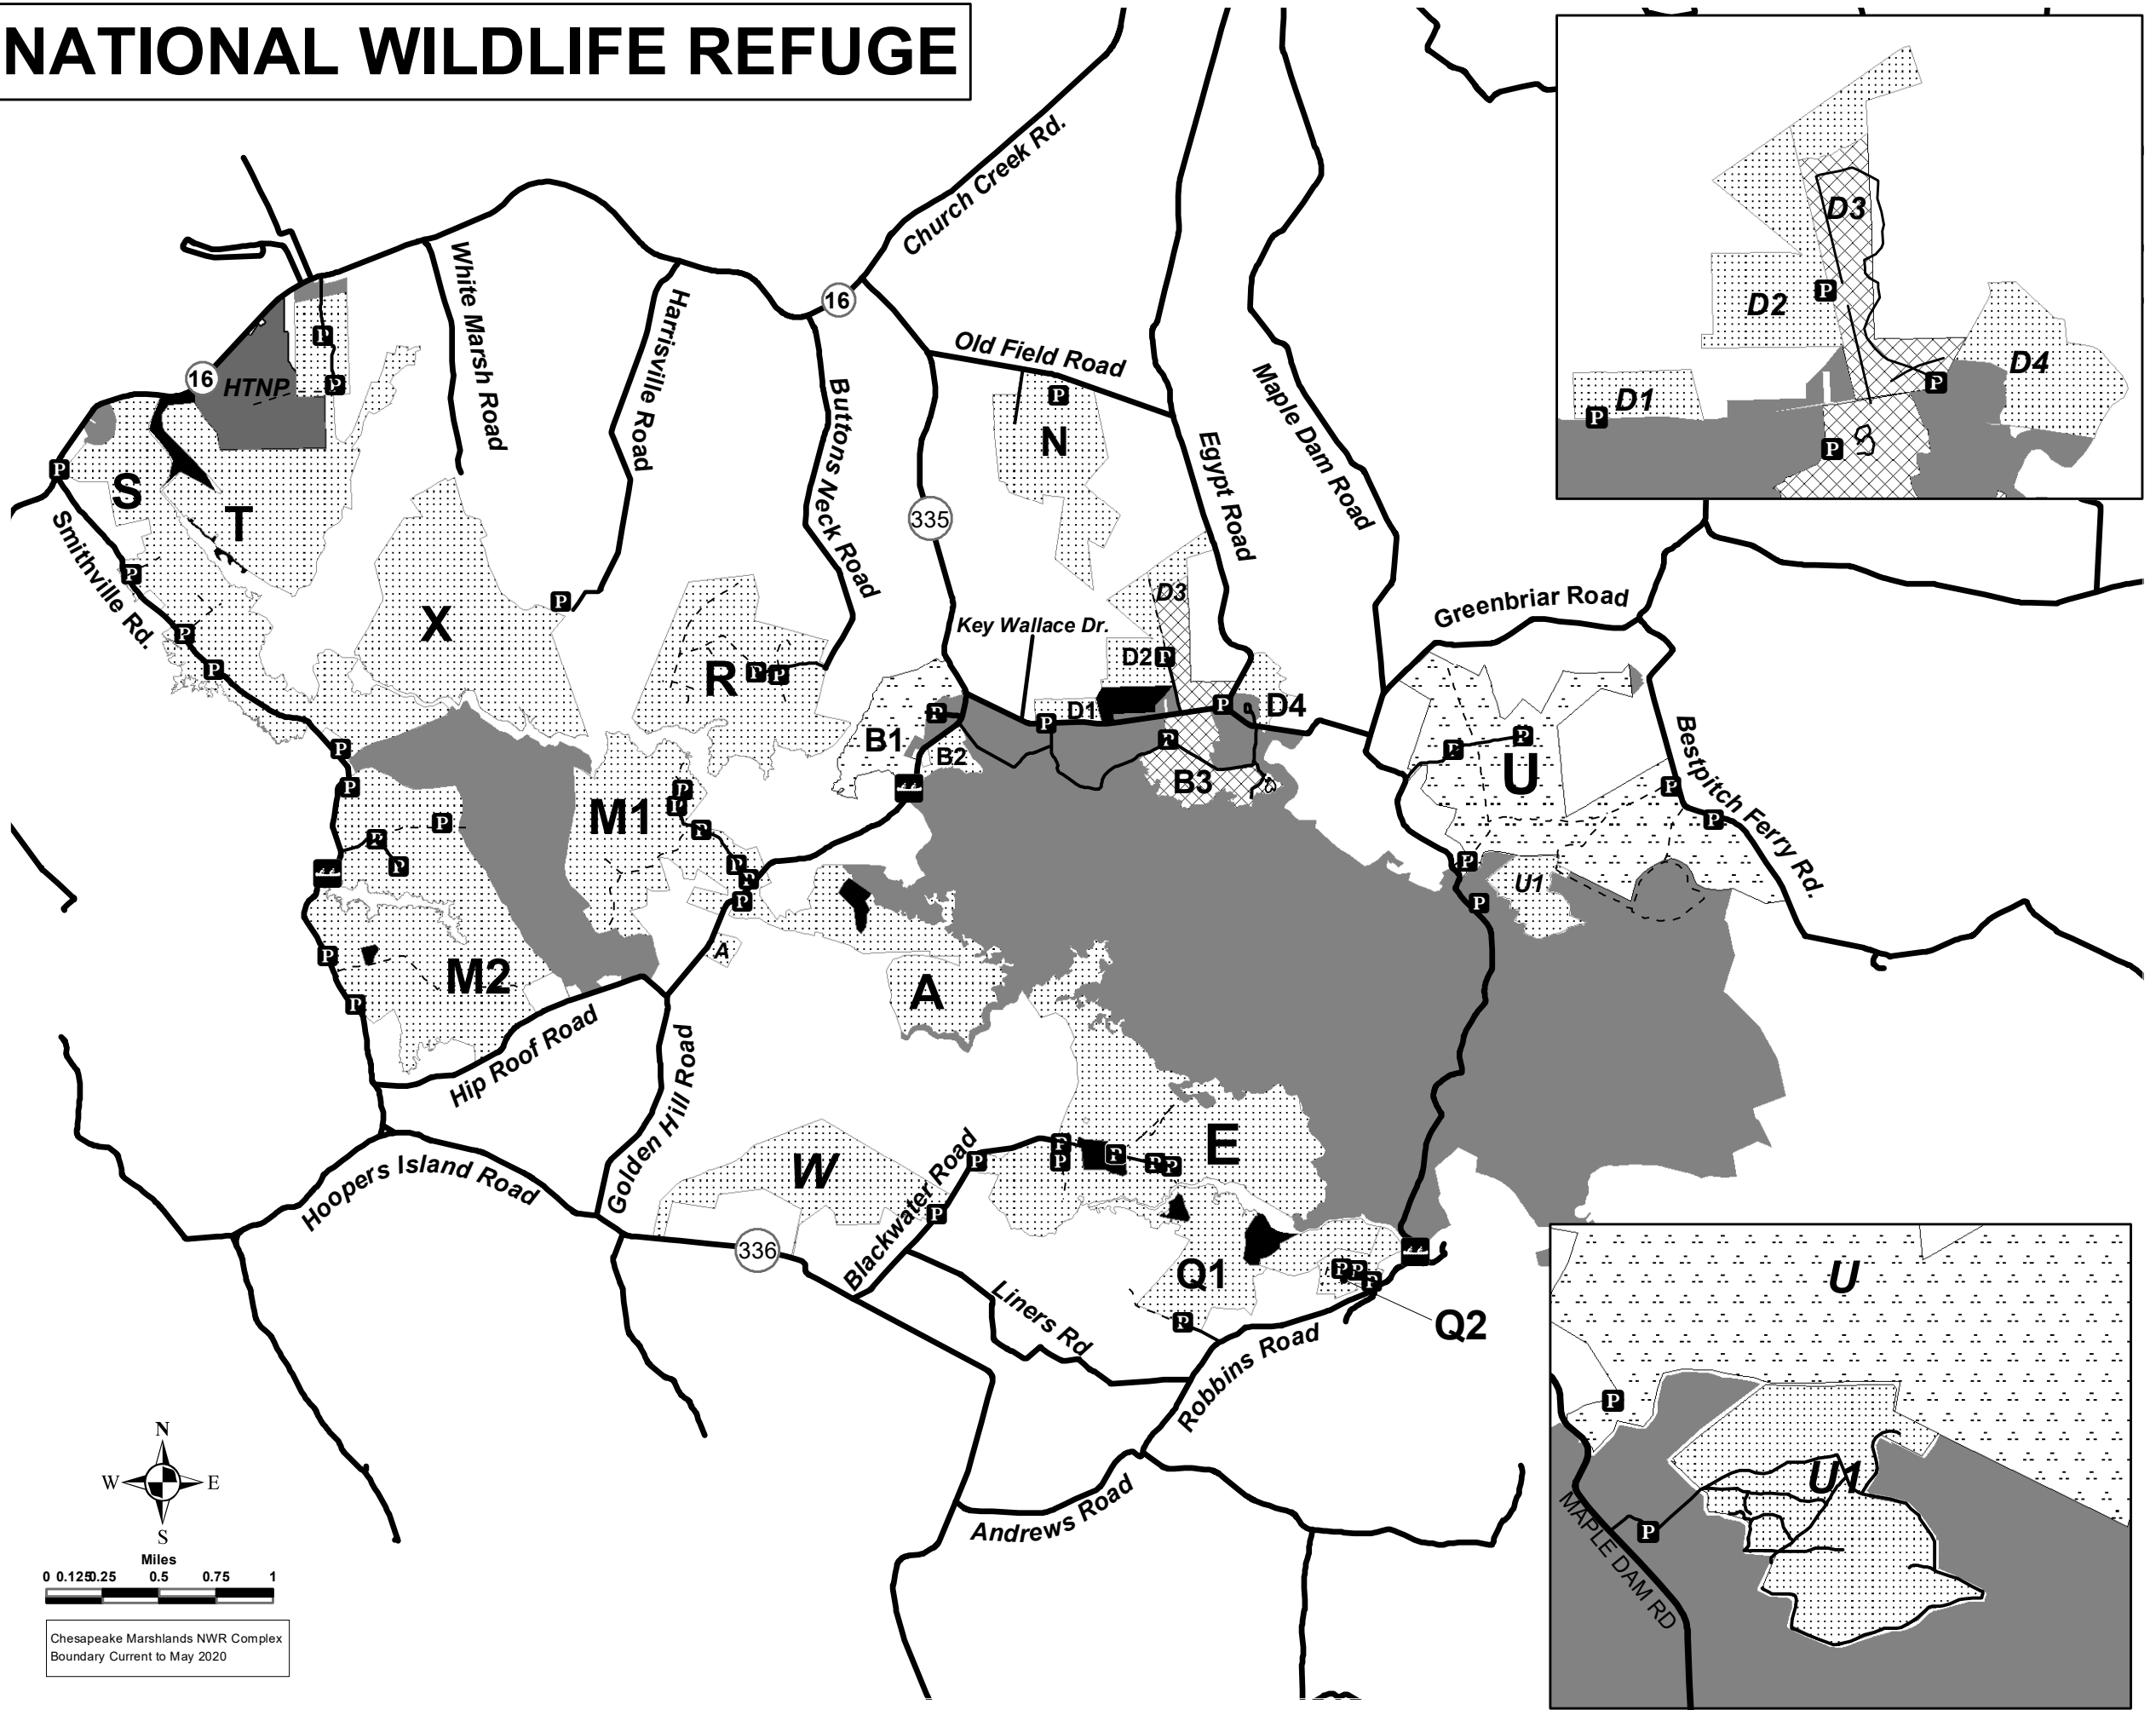 NATIONAL WILDLIFE REFUGE
Church Creek Rd.
D3
D2
D4
D1
P
P
P
P
16
White Marsh Road
Harrisville Road
Old Field Road
16
HTNP
Buttons Neck Road
Maple Dam Road
P
P
P
N
Egypt Road
P
S
T
335
Smithville Rd.
P
P
P
X
P
Key Wallace Dr.
D3
D2
P
Greenbriar Road
R
P
P
D1
P
P
D4
P
B1
B2
P
B3
U
P
P
Bestpitch Ferry Rd.
P
P
P
P
M1
P
P
P
P
P
P
P
P
P
U1
P
P
A
A
M2
P
P
Hip Roof Road
Golden Hill Road
Hoopers Island Road
W
Blackwater Road
P
P
P
P
P
P
P
E
336
Q1
P
P
P
P
Q2
Liners Rd
Robbins Road
Andrews Road
U
U1
P
P
MAPLE DAM RD
N
W
E
S
Miles
0 0.125 0.25 0.5 0.75 1
Chesapeake Marshlands NWR Complex
Boundary Current to May 2020